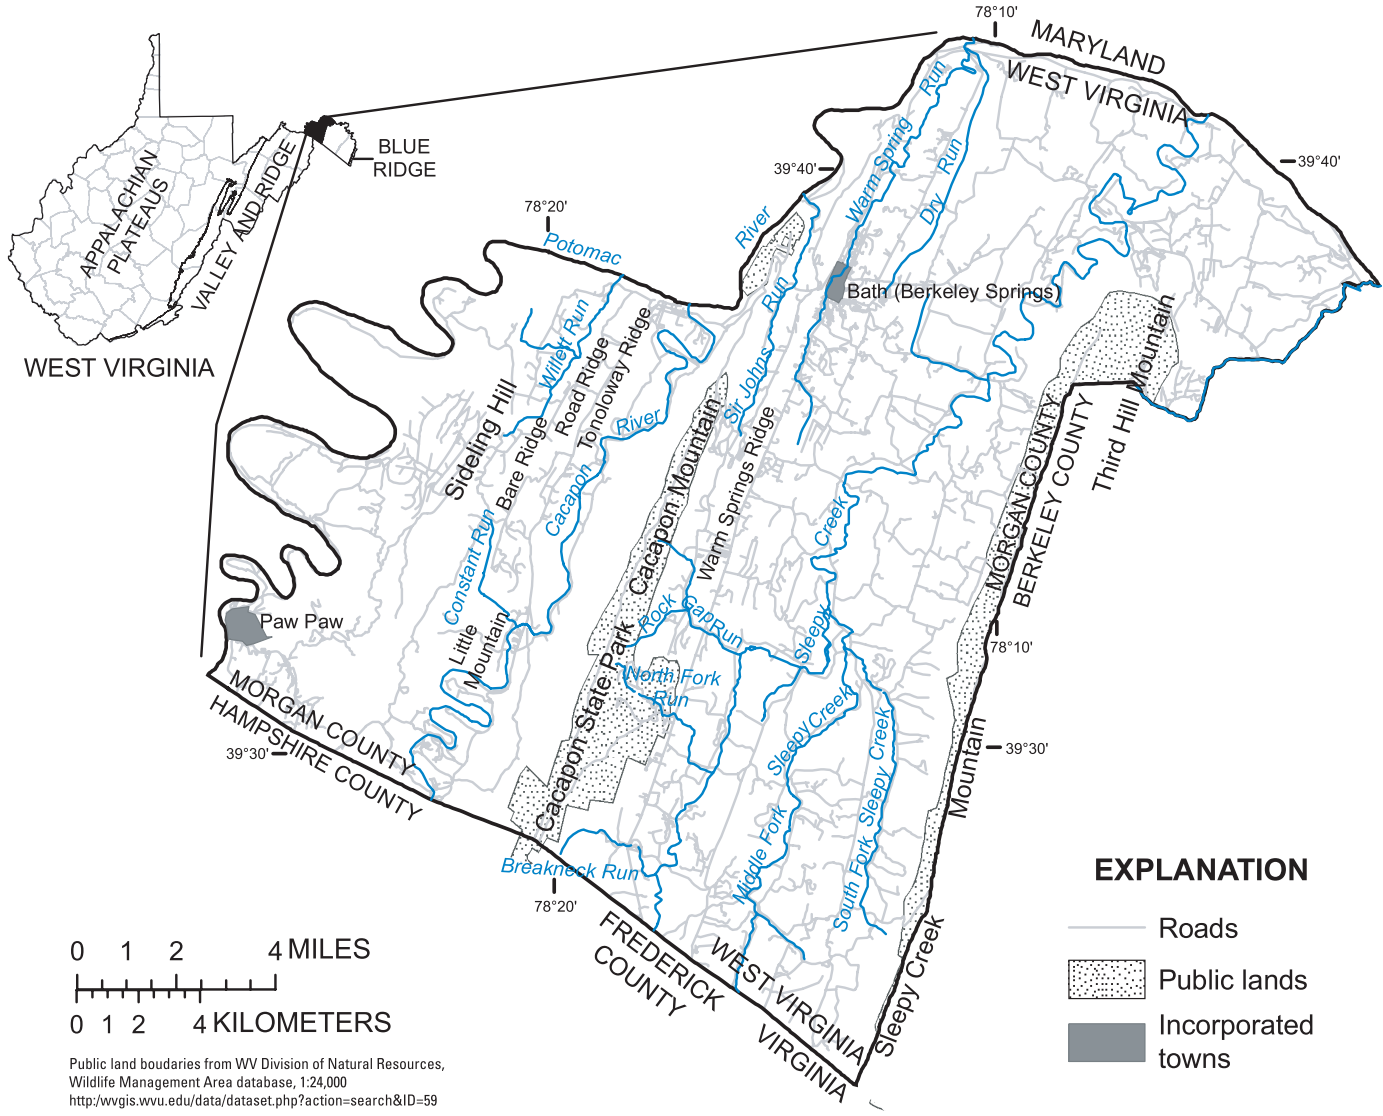 78°10'
MARYLAND
WEST VIRGINIA
BLUE
RIDGE
APPALACHIAN
PLATEAUS
VALLEY AND RIDGE
WEST VIRGINIA
39°40'
39°40'
78°20'
Potomac
River
Warm Spring Run
Dry Run
Bath (Berkeley Springs)
Sir Johns Run
Willett Run
Road Ridge
Tonoloway Ridge
Sideling Hill
Bare Ridge
Cacapon River
Constant Run
Cacapon Mountain
Warm Springs Ridge
Third Hill Mountain
MORGAN COUNTY
BERKELEY COUNTY
Sleepy Creek
Paw Paw
Little
Mountain
Rock GapRun
78°10'
North Fork
Run
Cacapon State Park
Sleepy Creek
Middle Fork
South Fork Sleepy Creek
MORGAN COUNTY
HAMPSHIRE COUNTY
39°30'
39°30'
Sleepy Creek Mountain
Breakneck Run
78°20'
FREDERICK
COUNTY
WEST VIRGINIA
VIRGINIA
EXPLANATION
Roads
Public lands
Incorporated
towns
0 1 2 4 MILES
0 1 2 4 KILOMETERS
Public land boudaries from WV Division of Natural Resources,
Wildlife Management Area database, 1:24,000
http:/wvgis.wvu.edu/data/dataset.php?action=search&ID=59